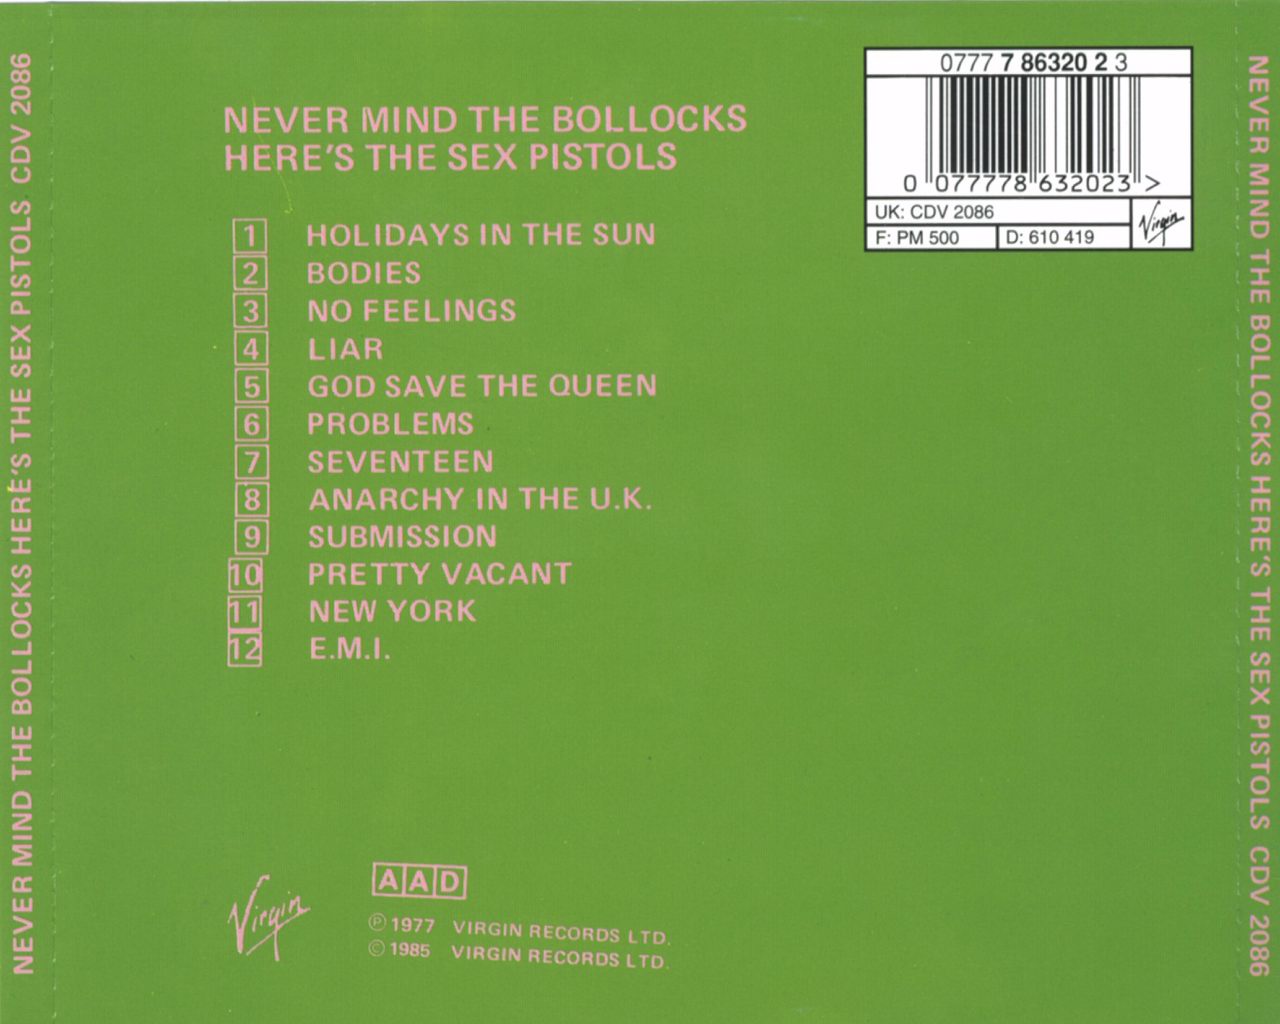 NEVER MIND THE BOLLOCKS HERE'S THE SEX PISTOLS CDV 2086
NEVER MIND THE BOLLOCKS
HERE'S THE SEX PISTOLS
1 HOLIDAYS IN THE SUN
2 BODIES
3 NO FEELINGS
4 LIAR
5 GOD SAVE THE QUEEN
6 PROBLEMS
7 SEVENTEEN
8 ANARCHY IN THE U.K.
9 SUBMISSION
10 PRETTY VACANT
11 NEW YORK
12 E.M.I.
0777 7 86320 2 3
0 077778 632023 >
UK: CDV 2086
F: PM 500 D: 610 419
Virgin
Virgin
AAD
℗ 1977 VIRGIN RECORDS LTD.
© 1985 VIRGIN RECORDS LTD.
NEVER MIND THE BOLLOCKS HERE'S THE SEX PISTOLS CDV 2086